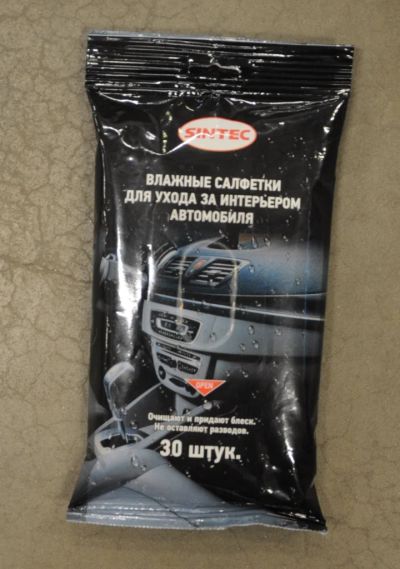 SINTEC
ВЛАЖНЫЕ САЛФЕТКИ
ДЛЯ УХОДА ЗА ИНТЕРЬЕРОМ
АВТОМОБИЛЯ
OPEN
Очищают и придают блеск.
Не оставляют разводов.
30 штук.